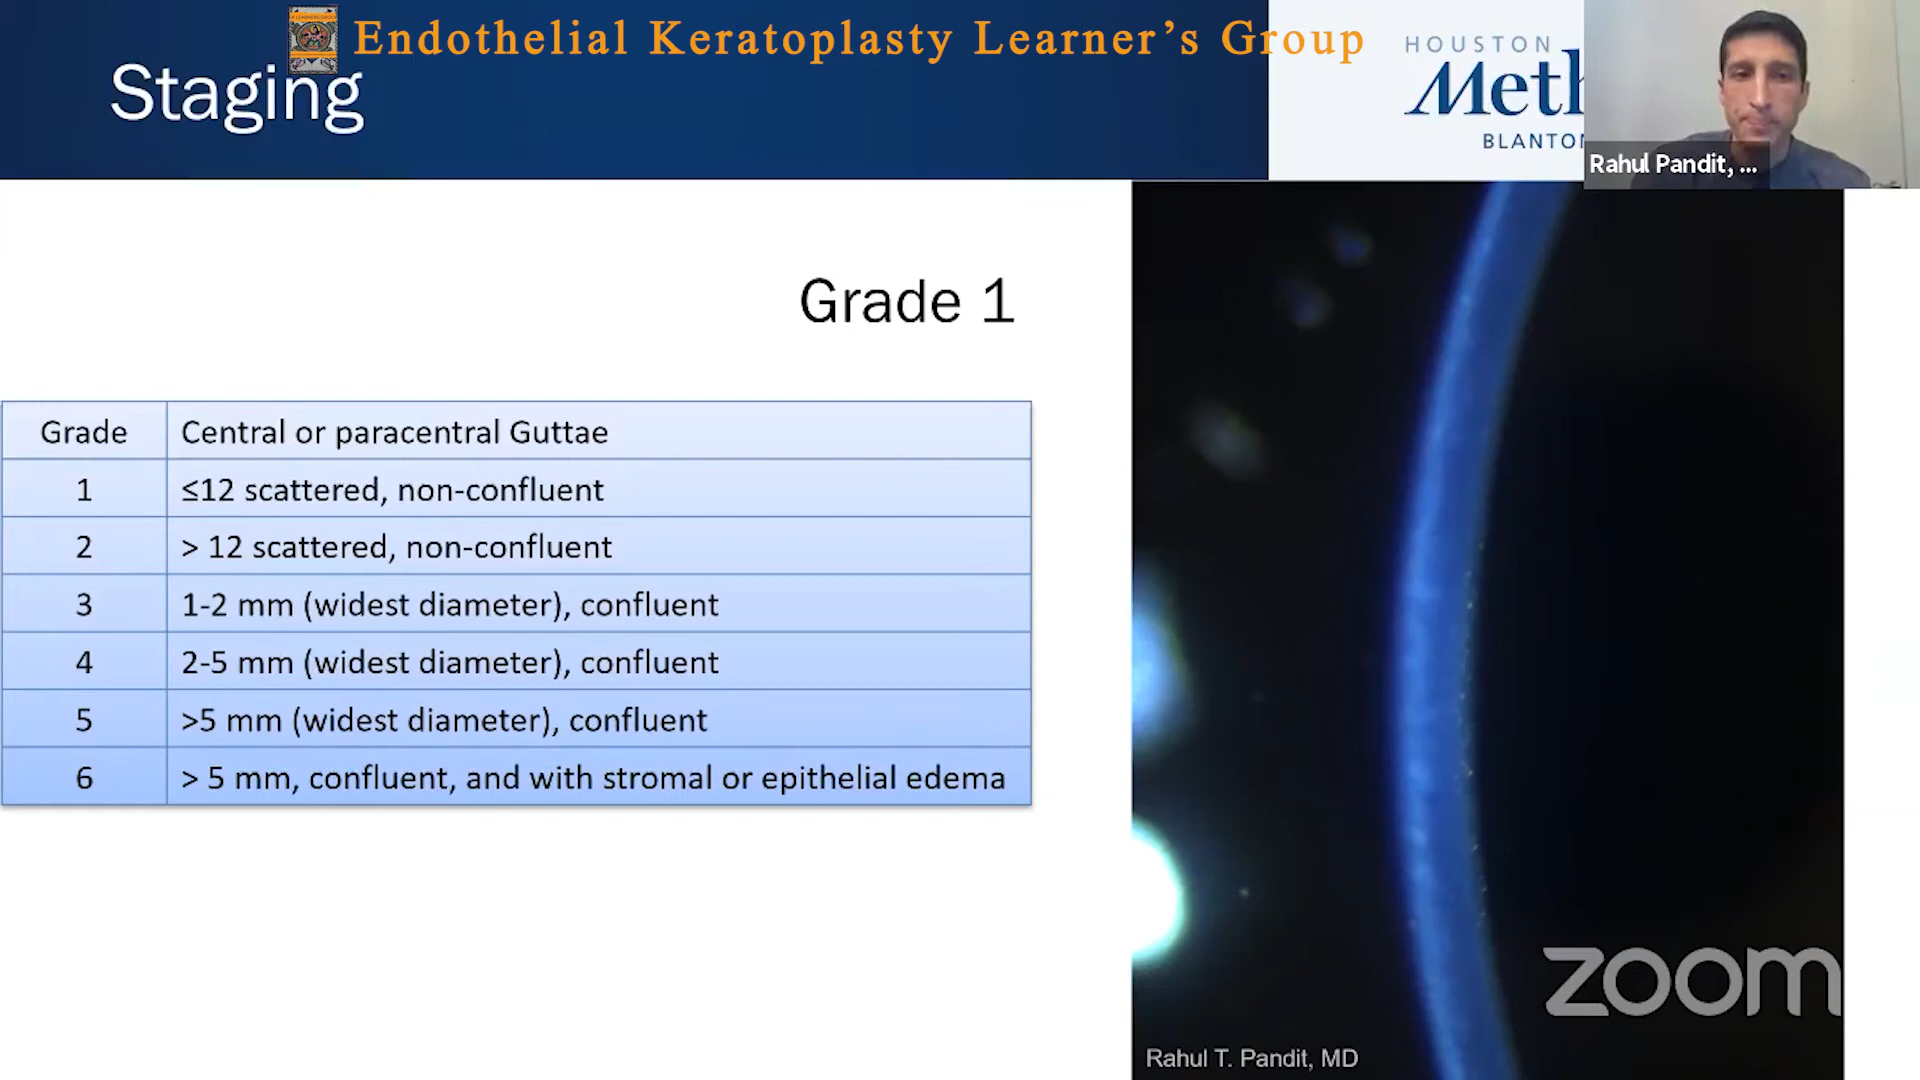 Endothelial Keratoplasty Learner's Group
Staging
HOUSTON
Meth
BLANTON
Rahul Pandit, ...
Grade 1
Grade Central or paracentral Guttae
1 ≤12 scattered, non-confluent
2 > 12 scattered, non-confluent
3 1-2 mm (widest diameter), confluent
4 2-5 mm (widest diameter), confluent
5 >5 mm (widest diameter), confluent
6 > 5 mm, confluent, and with stromal or epithelial edema
zoom
Rahul T. Pandit, MD